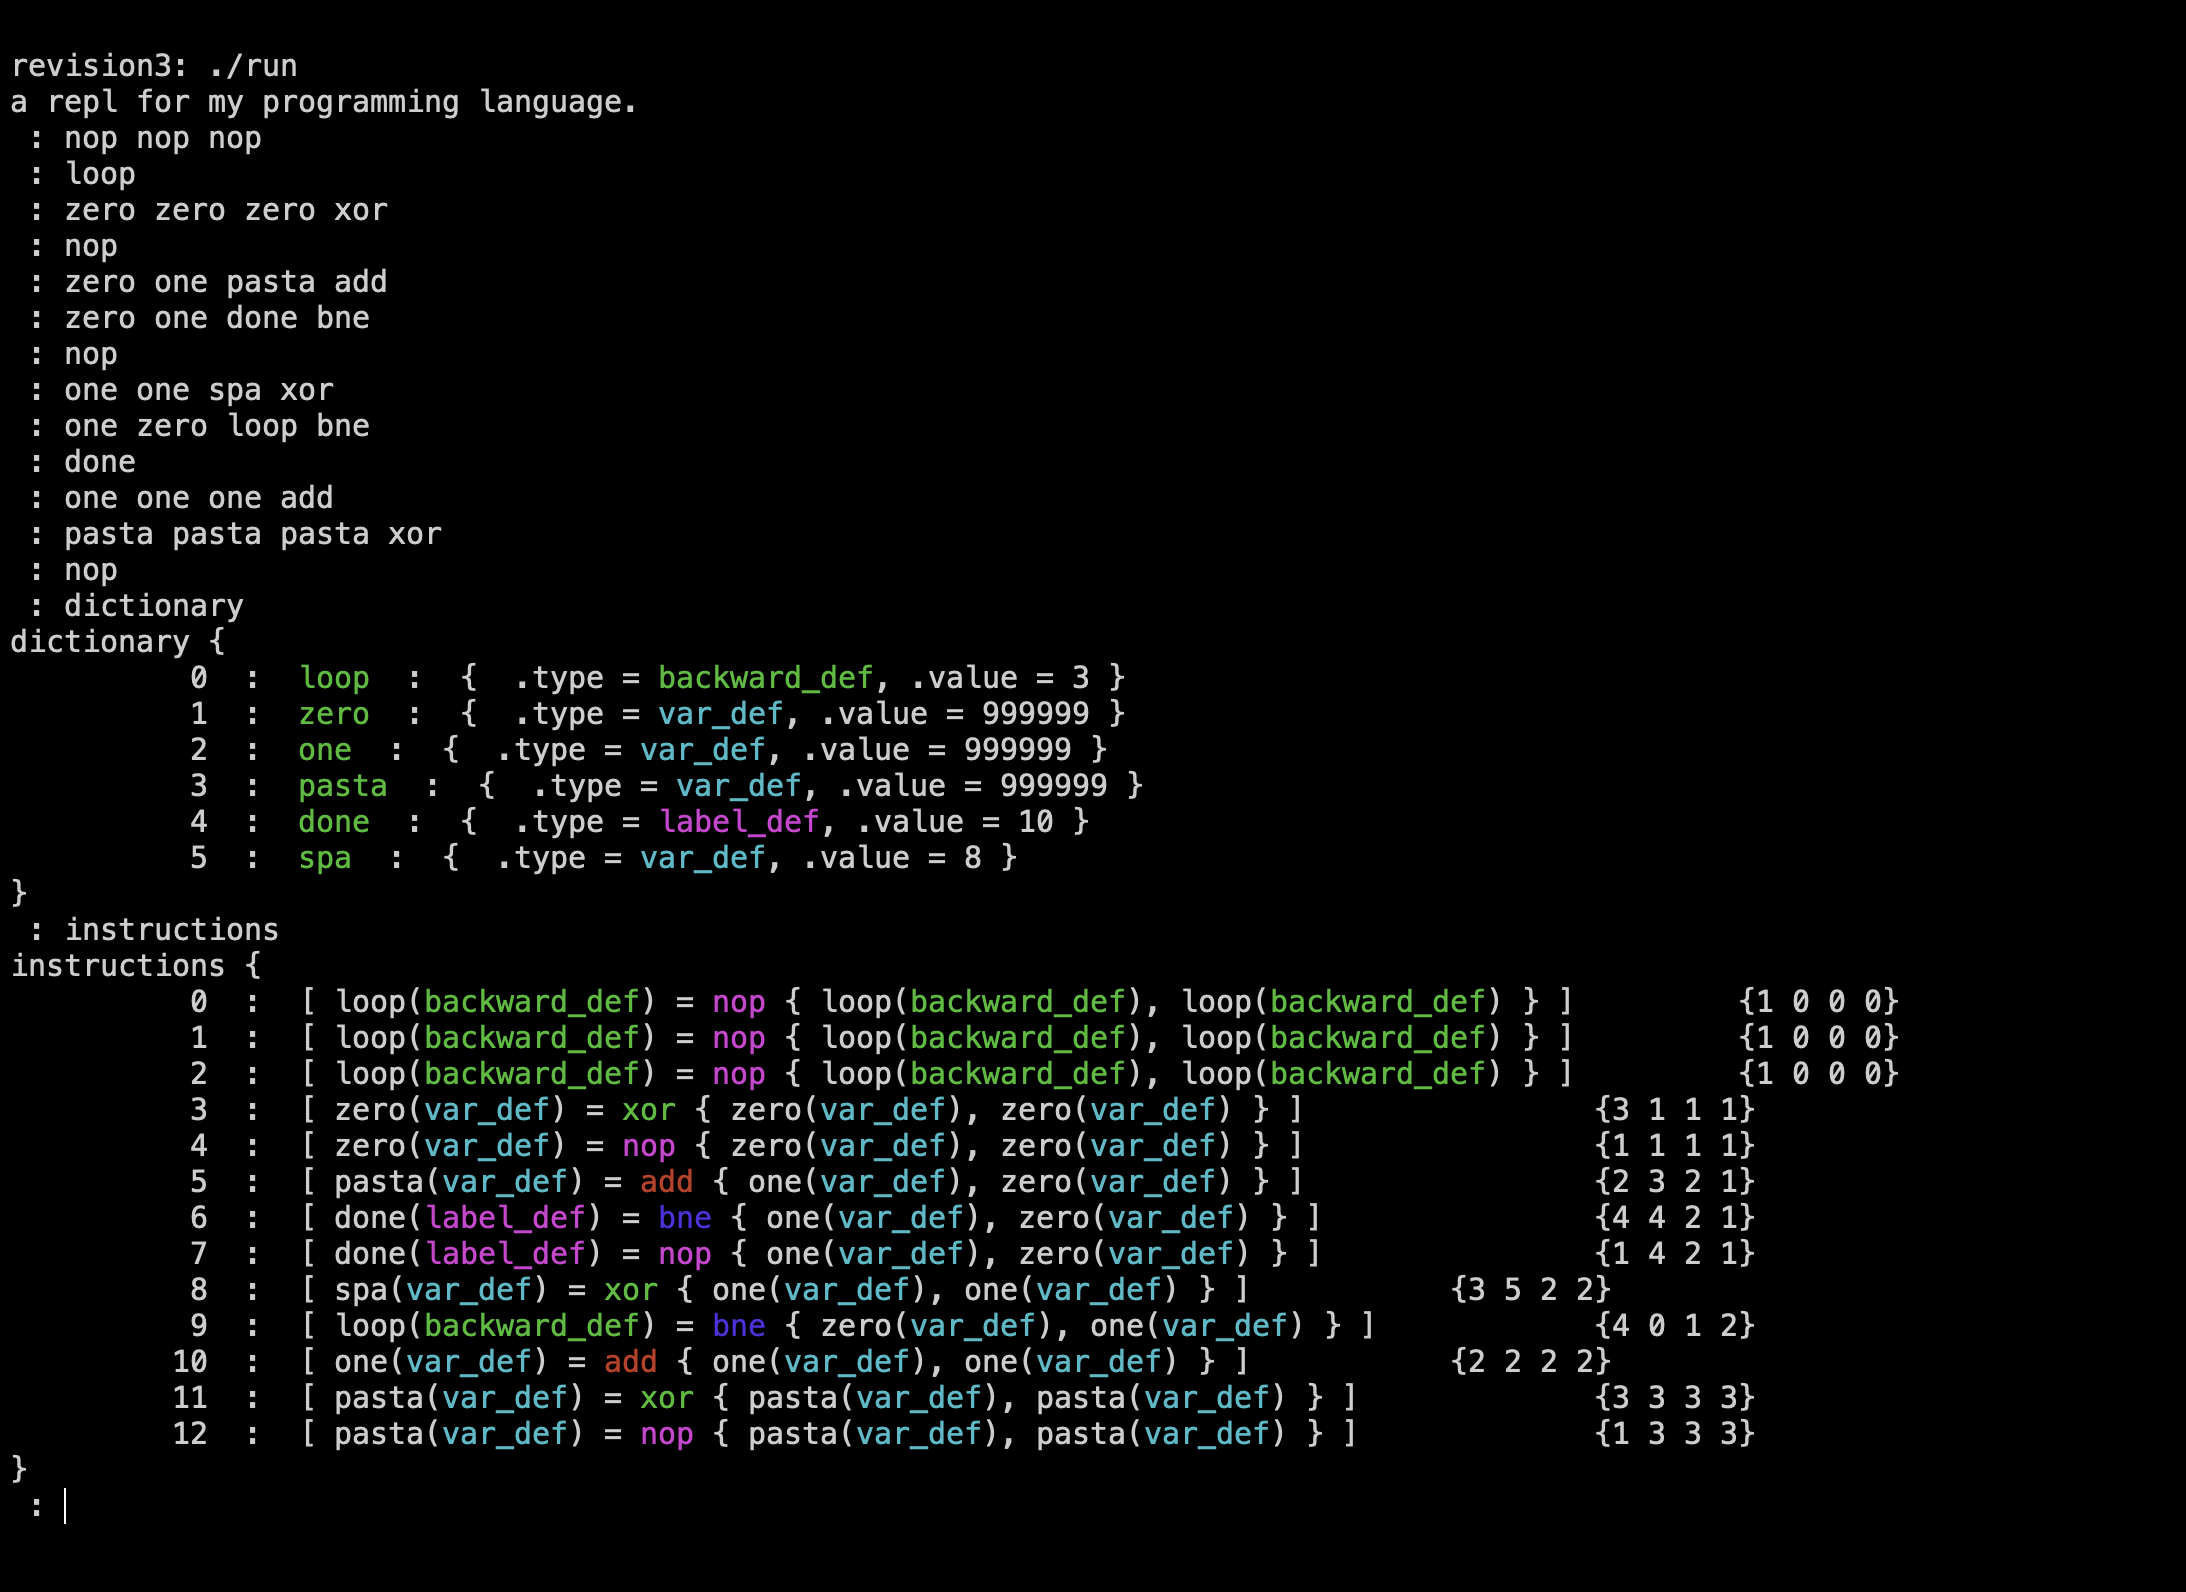 revision3: ./run
a repl for my programming language.
 : nop nop nop
 : loop
 : zero zero zero xor
 : nop
 : zero one pasta add
 : zero one done bne
 : nop
 : one one spa xor
 : one zero loop bne
 : done
 : one one one add
 : pasta pasta pasta xor
 : nop
 : dictionary
dictionary {
          0  :  loop  :  {  .type = backward_def, .value = 3 }
          1  :  zero  :  {  .type = var_def, .value = 999999 }
          2  :  one  :  {  .type = var_def, .value = 999999 }
          3  :  pasta  :  {  .type = var_def, .value = 999999 }
          4  :  done  :  {  .type = label_def, .value = 10 }
          5  :  spa  :  {  .type = var_def, .value = 8 }
}
 : instructions
instructions {
          0  :  [ loop(backward_def) = nop { loop(backward_def), loop(backward_def) } ]         {1 0 0 0}
          1  :  [ loop(backward_def) = nop { loop(backward_def), loop(backward_def) } ]         {1 0 0 0}
          2  :  [ loop(backward_def) = nop { loop(backward_def), loop(backward_def) } ]         {1 0 0 0}
          3  :  [ zero(var_def) = xor { zero(var_def), zero(var_def) } ]                {3 1 1 1}
          4  :  [ zero(var_def) = nop { zero(var_def), zero(var_def) } ]                {1 1 1 1}
          5  :  [ pasta(var_def) = add { one(var_def), zero(var_def) } ]                {2 3 2 1}
          6  :  [ done(label_def) = bne { one(var_def), zero(var_def) } ]               {4 4 2 1}
          7  :  [ done(label_def) = nop { one(var_def), zero(var_def) } ]               {1 4 2 1}
          8  :  [ spa(var_def) = xor { one(var_def), one(var_def) } ]           {3 5 2 2}
          9  :  [ loop(backward_def) = bne { zero(var_def), one(var_def) } ]            {4 0 1 2}
         10  :  [ one(var_def) = add { one(var_def), one(var_def) } ]           {2 2 2 2}
         11  :  [ pasta(var_def) = xor { pasta(var_def), pasta(var_def) } ]             {3 3 3 3}
         12  :  [ pasta(var_def) = nop { pasta(var_def), pasta(var_def) } ]             {1 3 3 3}
}
 :